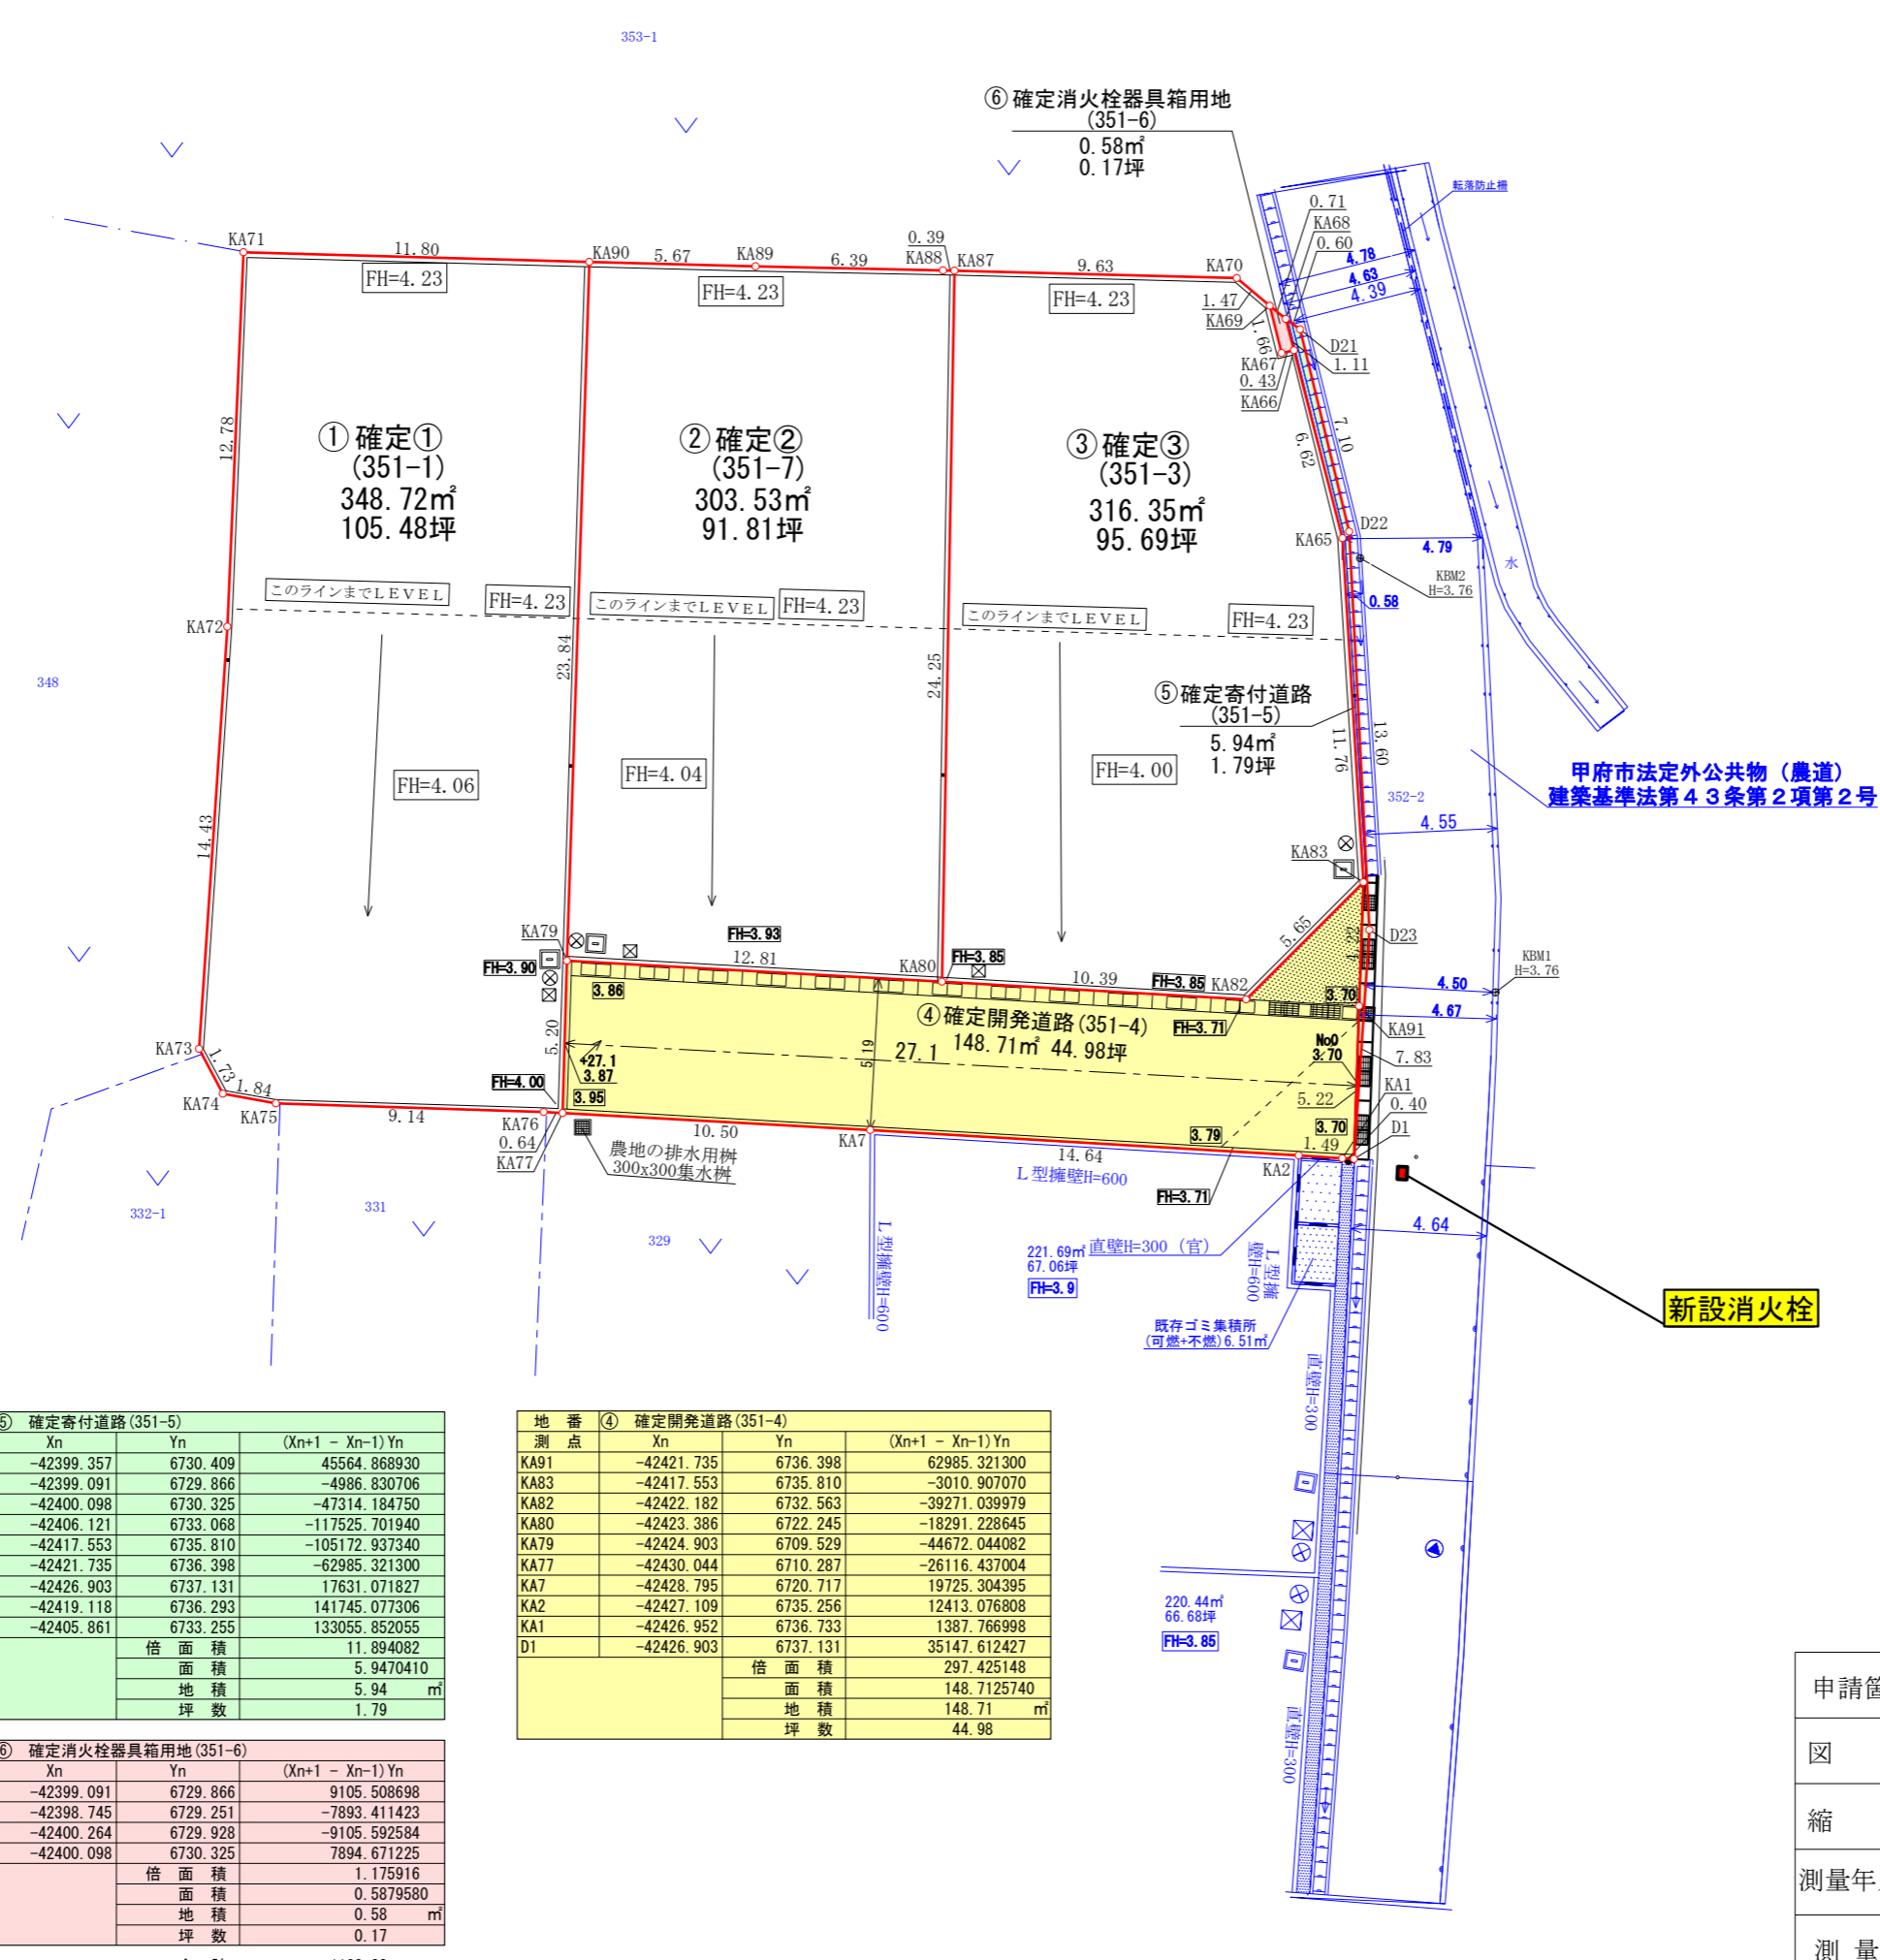 353-1
⑥確定消火栓器具箱用地
(351-6)
0.58㎡
0.17坪
転落防止柵
0.71
KA68
0.60
4.78
4.63
4.39
KA71
11.80
KA90
5.67
KA89
6.39
0.39
KA88
KA87
9.63
KA70
FH=4.23
FH=4.23
FH=4.23
1.47
KA69
1.66
KA67
0.43
KA66
D21
1.11
7.10
6.62
12.78
①確定①
(351-1)
348.72㎡
105.48坪
②確定②
(351-7)
303.53㎡
91.81坪
③確定③
(351-3)
316.35㎡
95.69坪
KA65
D22
4.79
KBM2
H=3.76
水
0.58
このラインまでLEVEL
FH=4.23
このラインまでLEVEL
FH=4.23
このラインまでLEVEL
FH=4.23
KA72
348
23.84
24.25
⑤確定寄付道路
(351-5)
5.94㎡
1.79坪
11.76
13.60
FH=4.06
FH=4.04
FH=4.00
甲府市法定外公共物（農道）
建築基準法第43条第2項第2号
352-2
4.55
14.43
KA83
KA79
FH=3.93
12.81
KA80
FH=3.85
10.39
FH=3.85
KA82
5.65
4.22
D23
KBM1
H=3.76
FH=3.90
3.86
3.70
4.50
4.67
FH=3.71
KA91
④確定開発道路(351-4)
148.71㎡ 44.98坪
27.1
5.19
5.20
+27.1
3.87
No0
3.70
7.83
KA73
1.73
1.84
KA74
KA75
9.14
FH=4.00
3.95
KA76
0.64
KA77
5.22
KA1
0.40
D1
3.70
3.79
1.49
10.50
KA7
14.64
KA2
農地の排水用桝
300x300集水桝
L型擁壁H=600
FH=3.71
332-1
331
329
L型擁壁H=600
221.69㎡
67.06坪
FH=3.9
直壁H=300（官）
L型擁
壁H=600
4.64
新設消火栓
既存ゴミ集積所
(可燃+不燃)6.51㎡
直壁H=300
220.44㎡
66.68坪
FH=3.85
直壁H=300
⑤ 確定寄付道路(351-5)
Xn Yn (Xn+1 - Xn-1)Yn
-42399.357 6730.409 45564.868930
-42399.091 6729.866 -4986.830706
-42400.098 6730.325 -47314.184750
-42406.121 6733.068 -117525.701940
-42417.553 6735.810 -105172.937340
-42421.735 6736.398 -62985.321300
-42426.903 6737.131 17631.071827
-42419.118 6736.293 141745.077306
-42405.861 6733.255 133055.852055
倍 面 積 11.894082
面 積 5.9470410
地 積 5.94 ㎡
坪 数 1.79
地 番 ④ 確定開発道路(351-4)
測 点 Xn Yn (Xn+1 - Xn-1)Yn
KA91 -42421.735 6736.398 62985.321300
KA83 -42417.553 6735.810 -3010.907070
KA82 -42422.182 6732.563 -39271.039979
KA80 -42423.386 6722.245 -18291.228645
KA79 -42424.903 6709.529 -44672.044082
KA77 -42430.044 6710.287 -26116.437004
KA7 -42428.795 6720.717 19725.304395
KA2 -42427.109 6735.256 12413.076808
KA1 -42426.952 6736.733 1387.766998
D1 -42426.903 6737.131 35147.612427
倍 面 積 297.425148
面 積 148.7125740
地 積 148.71 ㎡
坪 数 44.98
⑥ 確定消火栓器具箱用地(351-6)
Xn Yn (Xn+1 - Xn-1)Yn
-42399.091 6729.866 9105.508698
-42398.745 6729.251 -7893.411423
-42400.264 6729.928 -9105.592584
-42400.098 6730.325 7894.671225
倍 面 積 1.175916
面 積 0.5879580
地 積 0.58 ㎡
坪 数 0.17
申請箇
図
縮
測量年
測 量